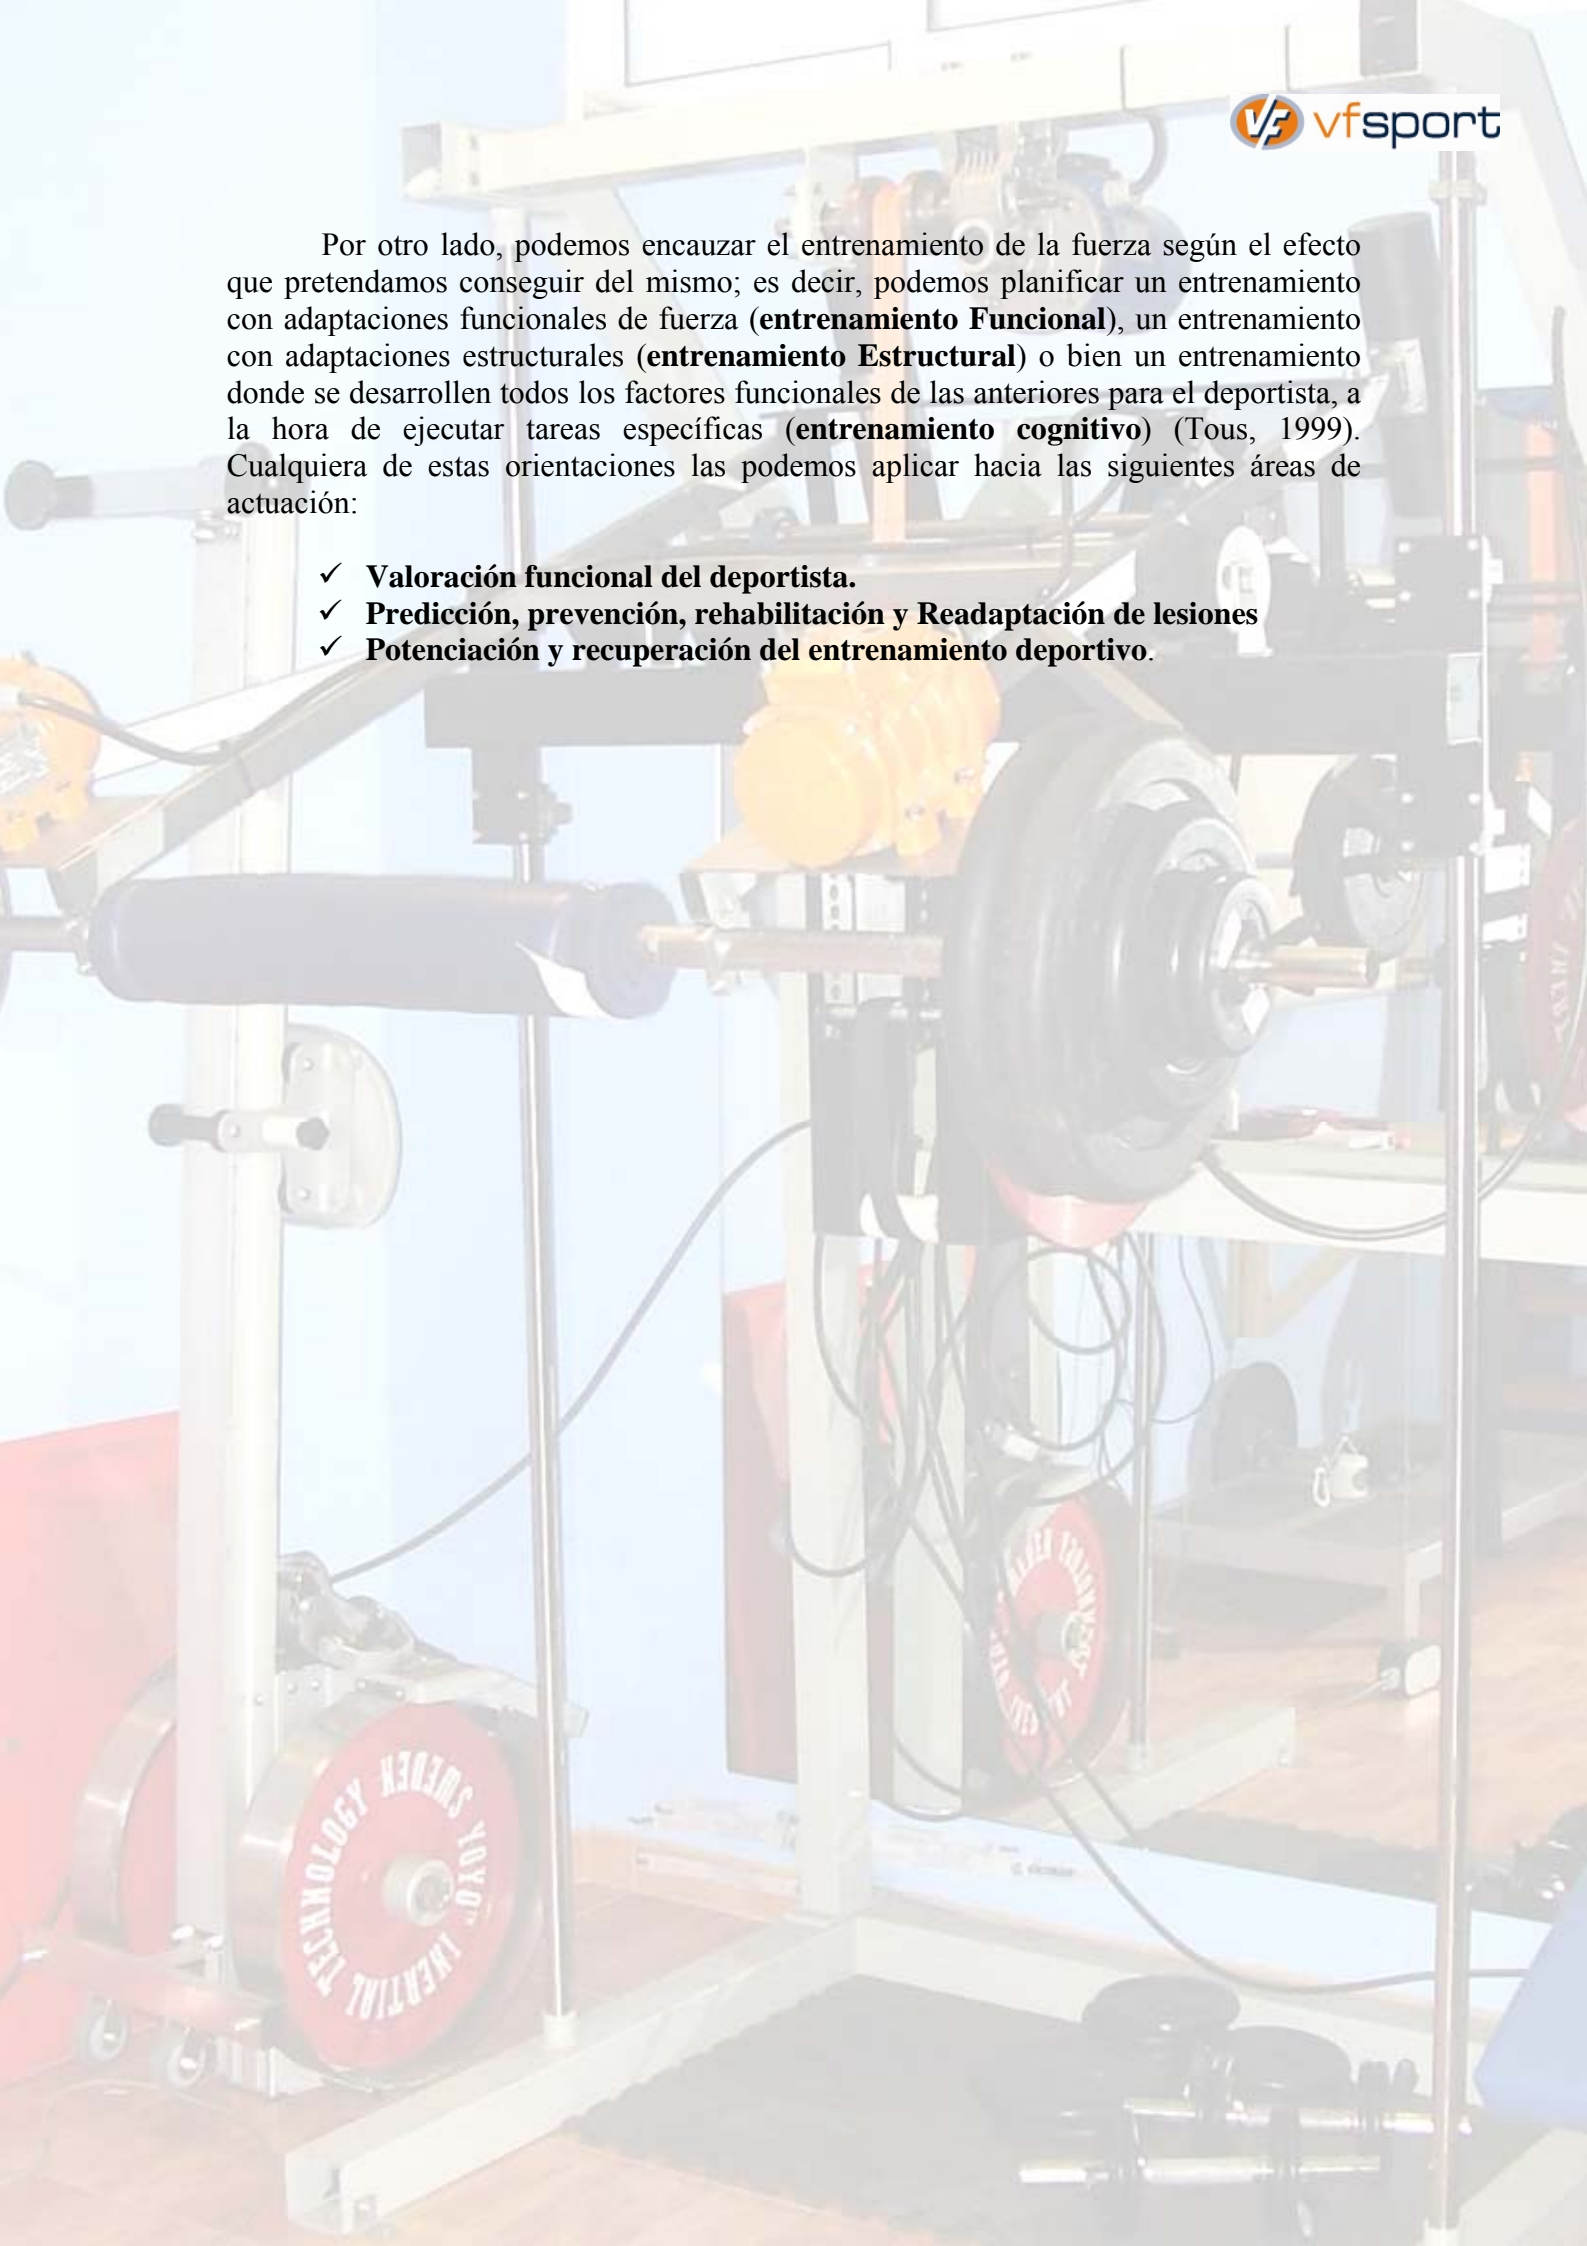 vfsport
Por otro lado, podemos encauzar el entrenamiento de la fuerza según el efecto
que pretendamos conseguir del mismo; es decir, podemos planificar un entrenamiento
con adaptaciones funcionales de fuerza (entrenamiento Funcional), un entrenamiento
con adaptaciones estructurales (entrenamiento Estructural) o bien un entrenamiento
donde se desarrollen todos los factores funcionales de las anteriores para el deportista, a
la hora de ejecutar tareas específicas (entrenamiento cognitivo) (Tous, 1999).
Cualquiera de estas orientaciones las podemos aplicar hacia las siguientes áreas de
actuación:
✓ Valoración funcional del deportista.
✓ Predicción, prevención, rehabilitación y Readaptación de lesiones
✓ Potenciación y recuperación del entrenamiento deportivo.
SWEDEN YOYO™ INERTIAL TECHNOLOGY